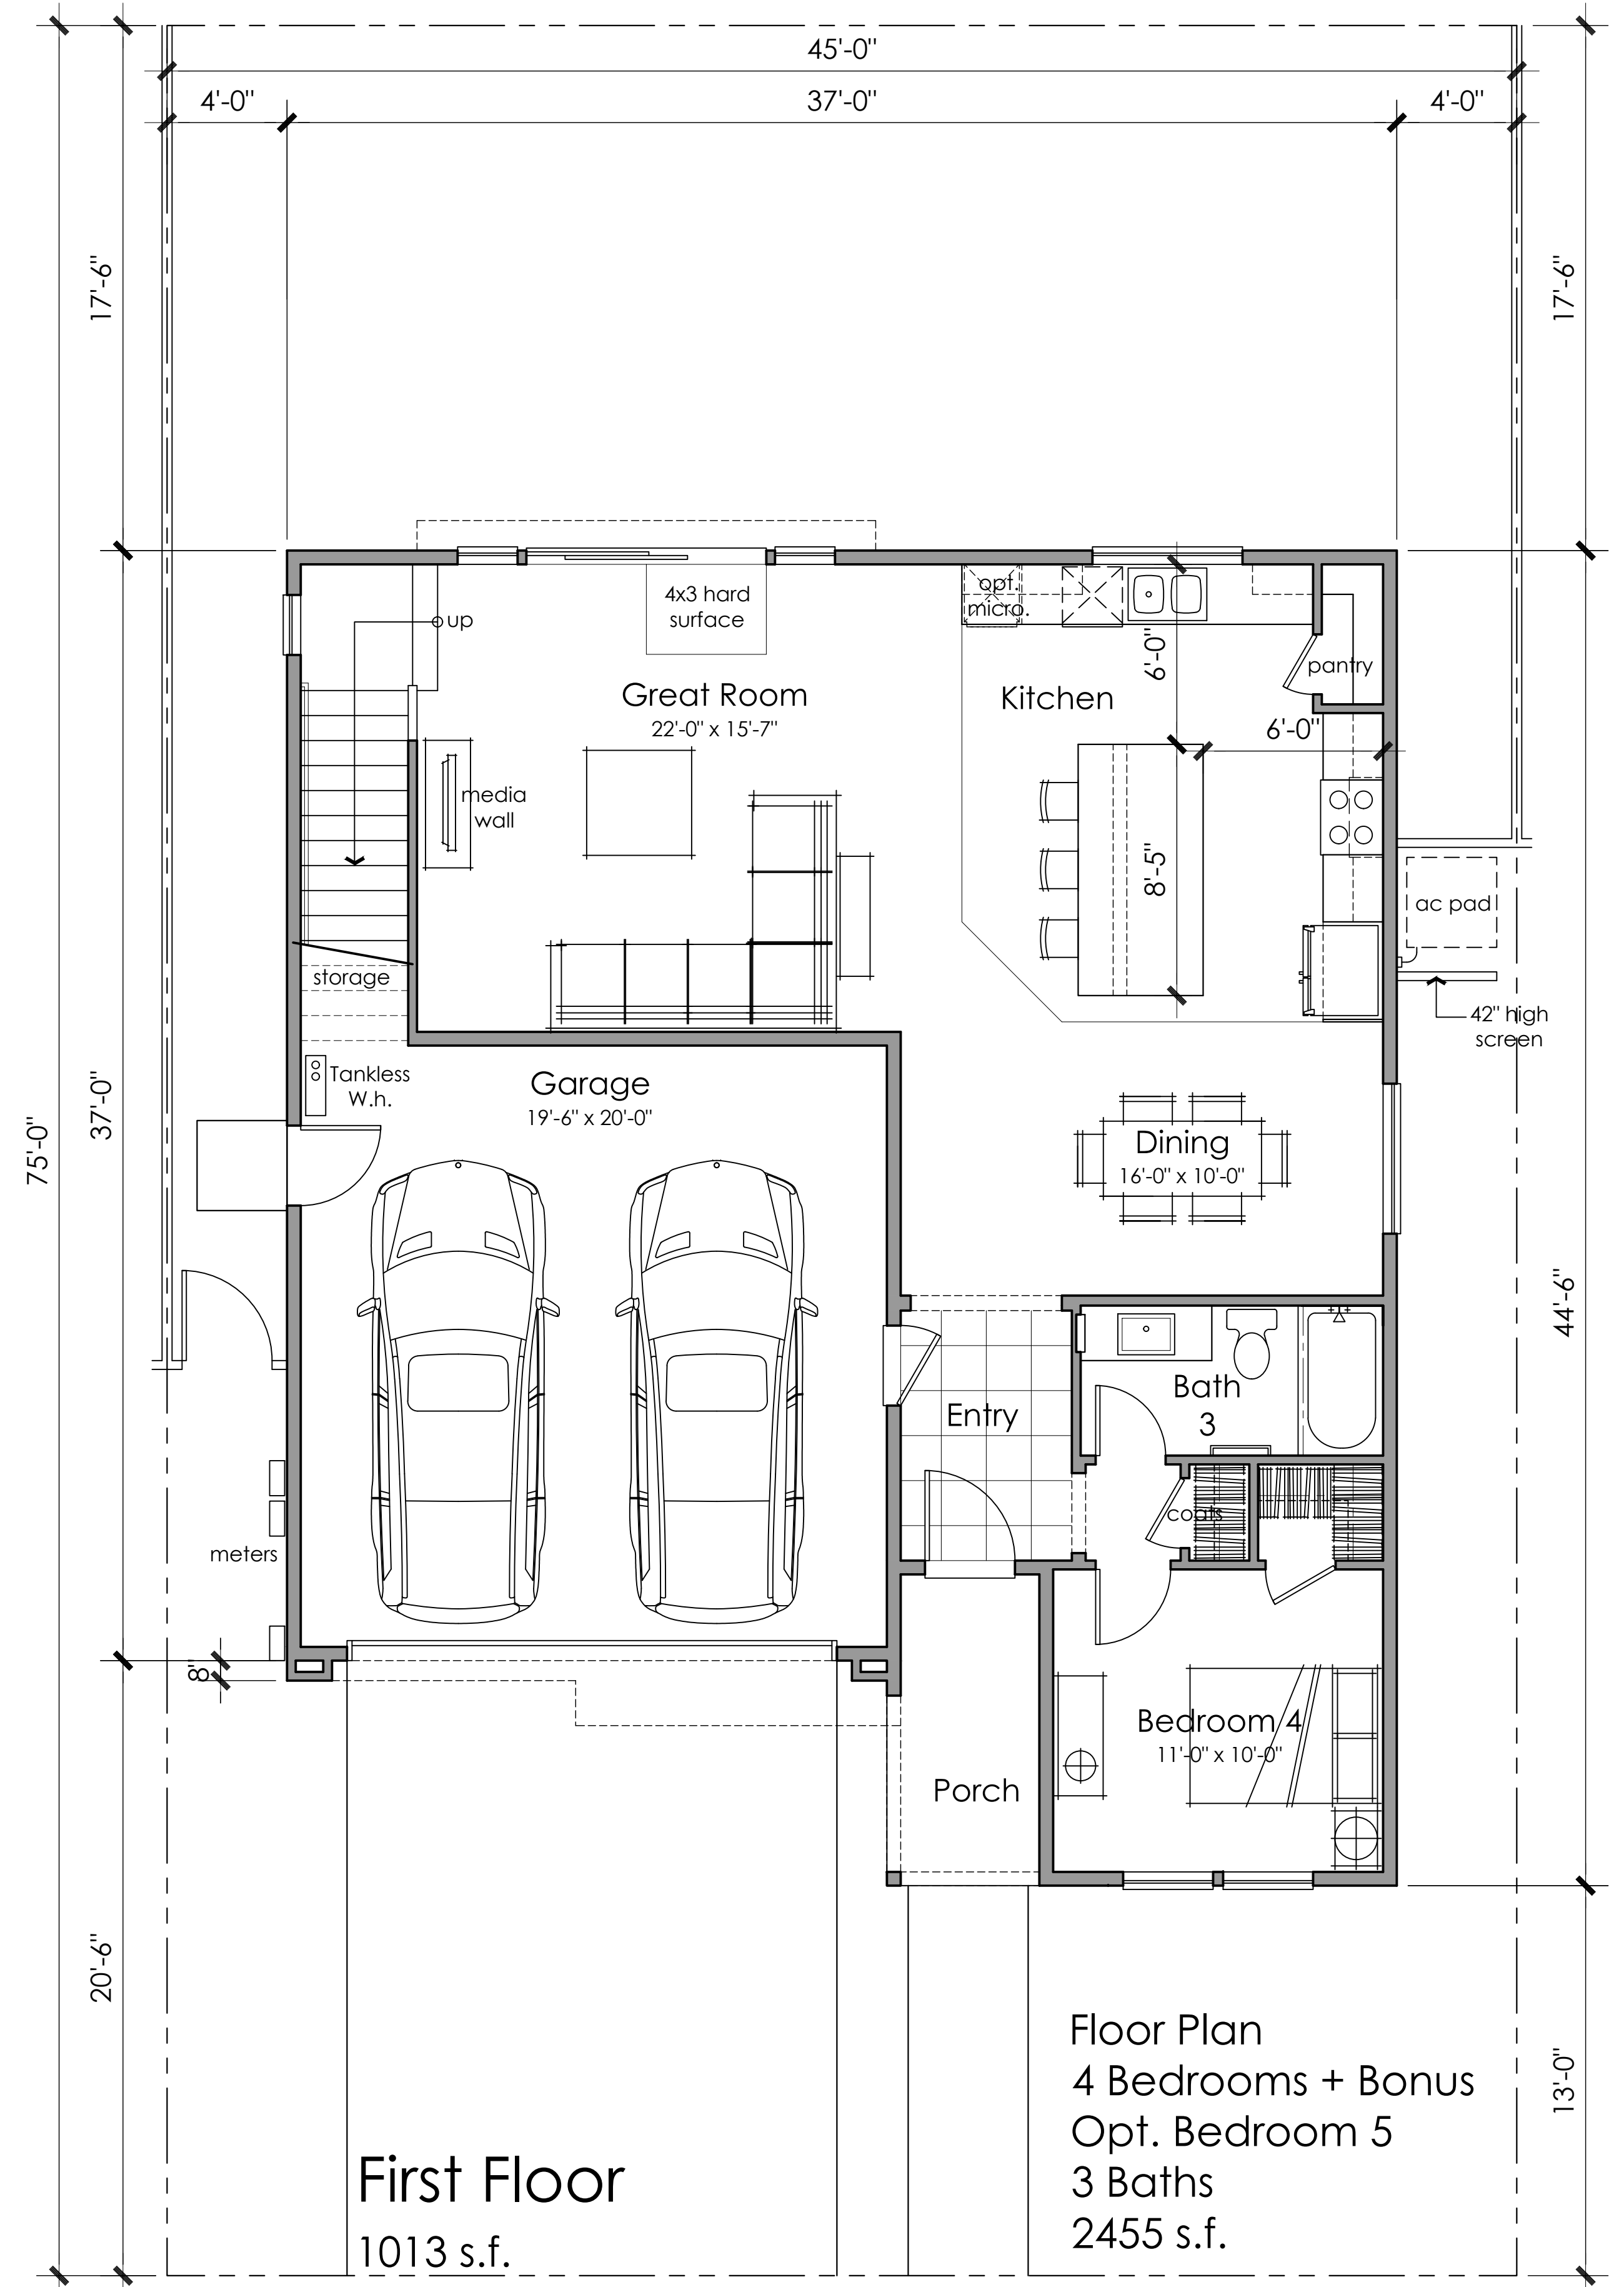 45'-0"
4'-0"
37'-0"
4'-0"
17'-6"
17'-6"
4x3 hard
surface
opt.
micro.
up
6'-0"
pantry
Great Room
22'-0" x 15'-7"
Kitchen
6'-0"
media
wall
8'-5"
ac pad
storage
42" high
screen
Tankless
W.h.
Garage
19'-6" x 20'-0"
37'-0"
75'-0"
Dining
16'-0" x 10'-0"
44'-6"
Bath
3
Entry
coats
meters
8"
Bedroom 4
11'-0" x 10'-0"
Porch
20'-6"
13'-0"
Floor Plan
4 Bedrooms + Bonus
Opt. Bedroom 5
3 Baths
2455 s.f.
First Floor
1013 s.f.